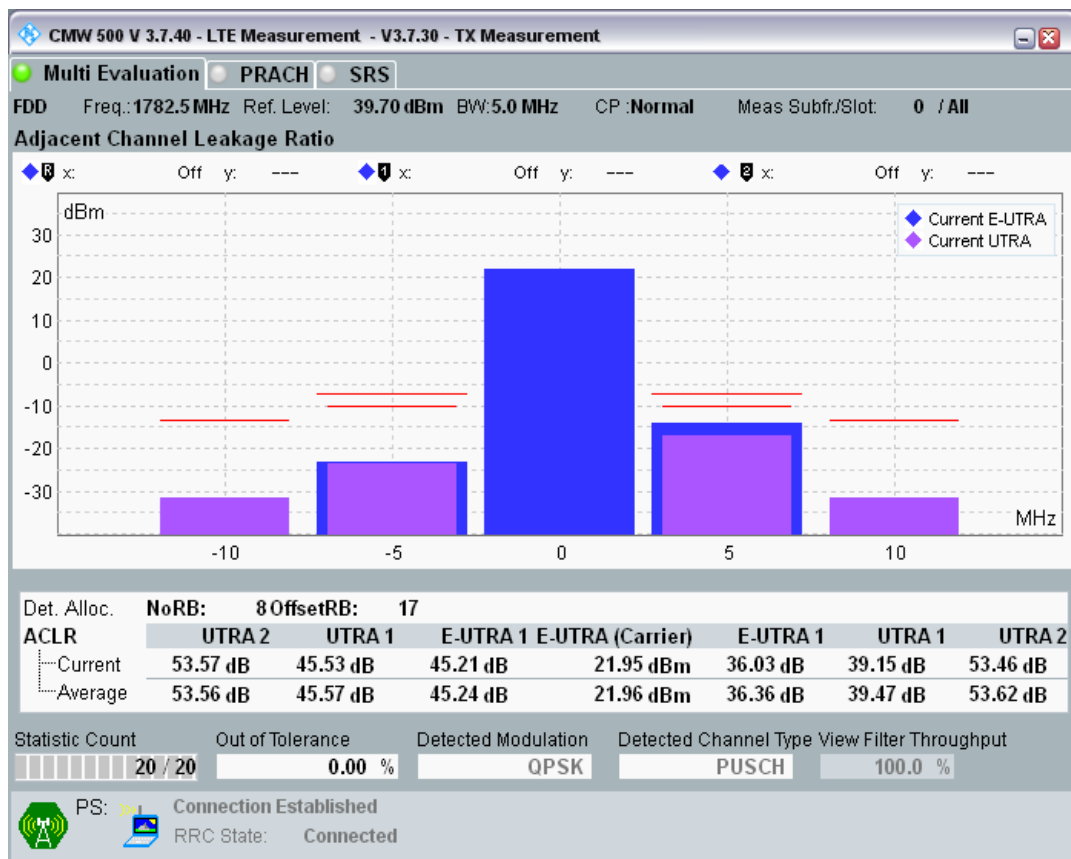 CMW 500 V 3.7.40 - LTE Measurement - V3.7.30 - TX Measurement
Multi Evaluation PRACH SRS
FDD Freq.:1782.5 MHz Ref. Level: 39.70 dBm BW:5.0 MHz CP :Normal Meas Subfr./Slot: 0 / All
Adjacent Channel Leakage Ratio
R x: Off y: --- 1 x: Off y: --- 2 x: Off y: ---
dBm
Current E-UTRA
Current UTRA
30
20
10
0
-10
-20
-30
MHz
-10 -5 0 5 10
Det. Alloc. NoRB: 8 OffsetRB: 17
ACLR UTRA 2 UTRA 1 E-UTRA 1 E-UTRA (Carrier) E-UTRA 1 UTRA 1 UTRA 2
Current 53.57 dB 45.53 dB 45.21 dB 21.95 dBm 36.03 dB 39.15 dB 53.46 dB
Average 53.56 dB 45.57 dB 45.24 dB 21.96 dBm 36.36 dB 39.47 dB 53.62 dB
Statistic Count Out of Tolerance Detected Modulation Detected Channel Type View Filter Throughput
20 / 20 0.00 % QPSK PUSCH 100.0 %
PS: Connection Established
RRC State: Connected